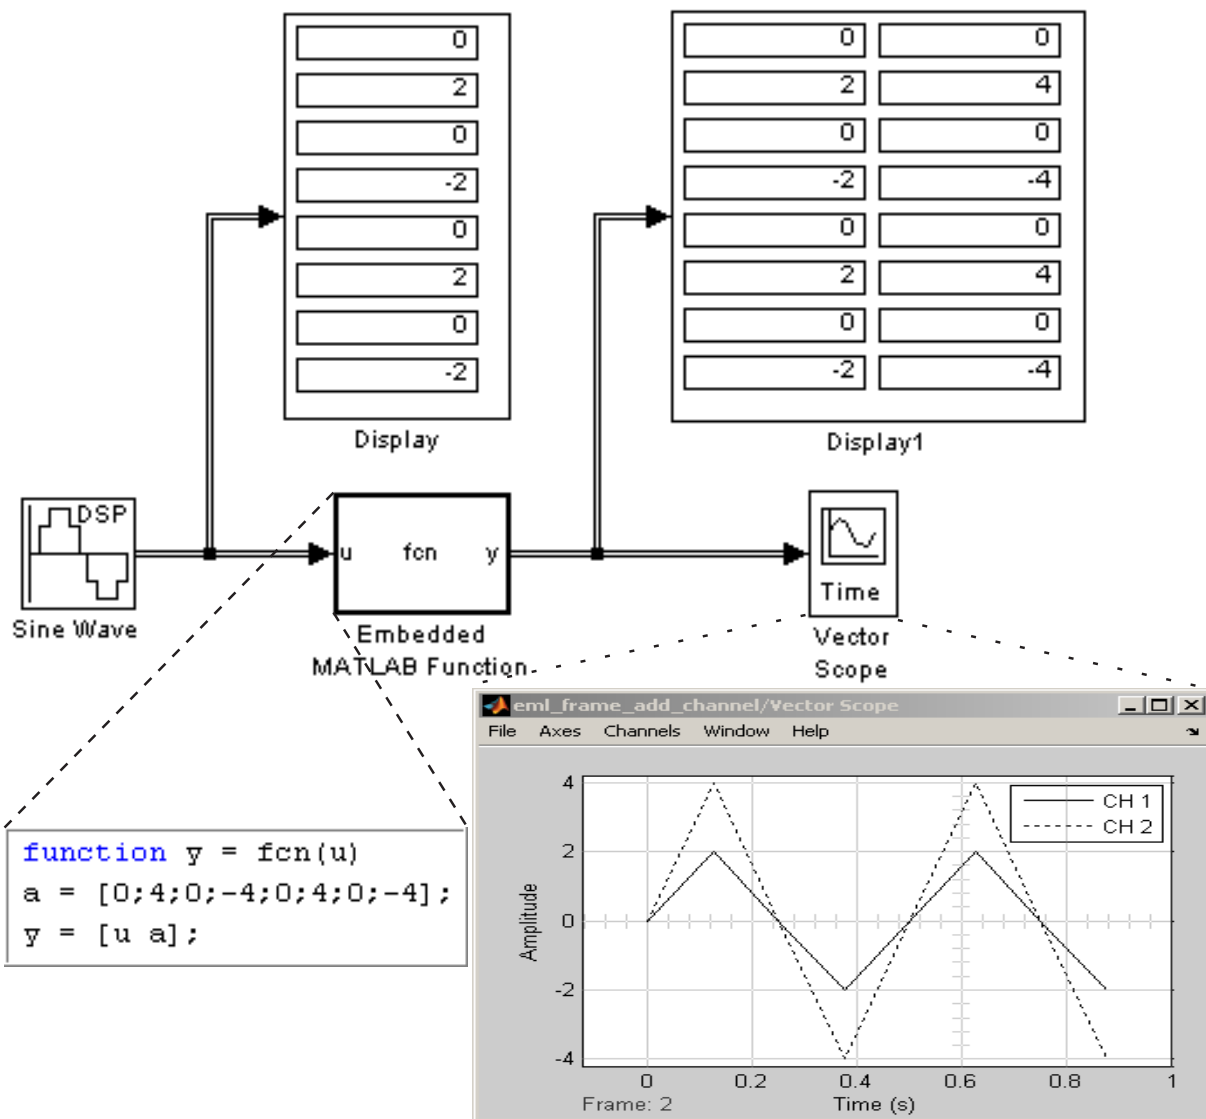 0
2
0
-2
0
2
0
-2
Display
0 0
2 4
0 0
-2 -4
0 0
2 4
0 0
-2 -4
Display1
DSP
Sine Wave
u fcn y
Embedded
MATLAB Function
Time
Vector
Scope
function y = fcn(u)
a = [0;4;0;-4;0;4;0;-4];
y = [u a];
eml_frame_add_channel/Vector Scope
File Axes Channels Window Help
CH 1
CH 2
Amplitude
4
2
0
-2
-4
0 0.2 0.4 0.6 0.8 1
Frame: 2 Time (s)